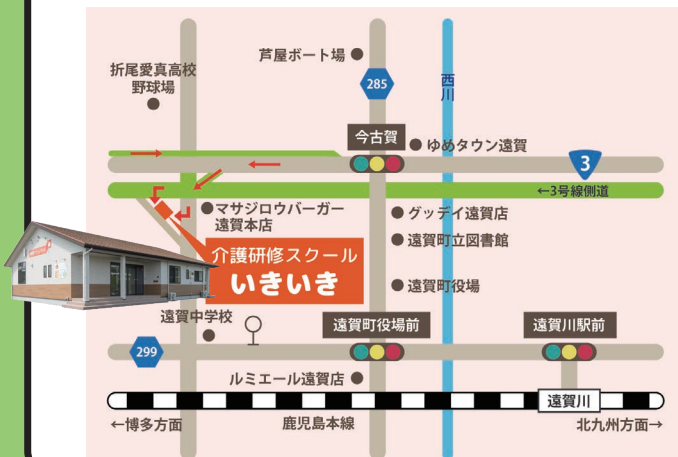 芦屋ボート場
折尾愛真高校
野球場
285
西川
今古賀
ゆめタウン遠賀
3
←3号線側道
マサジロウバーガー
遠賀本店
グッデイ遠賀店
遠賀町立図書館
介護研修スクール
いきいき
遠賀町役場
遠賀中学校
遠賀町役場前
遠賀川駅前
299
ルミエール遠賀店
遠賀川
←博多方面
鹿児島本線
北九州方面→